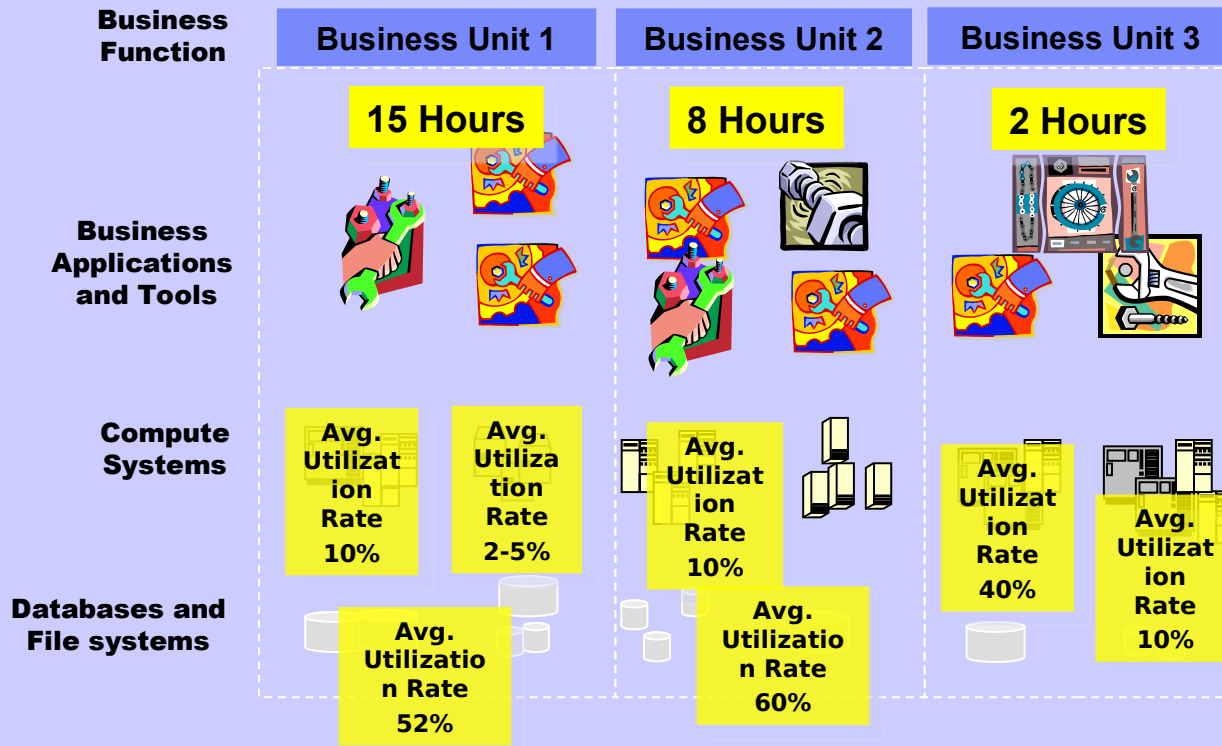 Business
Function
Business Unit 1
Business Unit 2
Business Unit 3
15 Hours
8 Hours
2 Hours
Business
Applications
and Tools
Compute
Systems
Avg.
Utilizat
ion
Rate
10%
Avg.
Utiliza
tion
Rate
2-5%
Avg.
Utilizat
ion
Rate
10%
Avg.
Utilizat
ion
Rate
40%
Avg.
Utilizat
ion
Rate
10%
Databases and
File systems
Avg.
Utilizatio
n Rate
52%
Avg.
Utilizatio
n Rate
60%